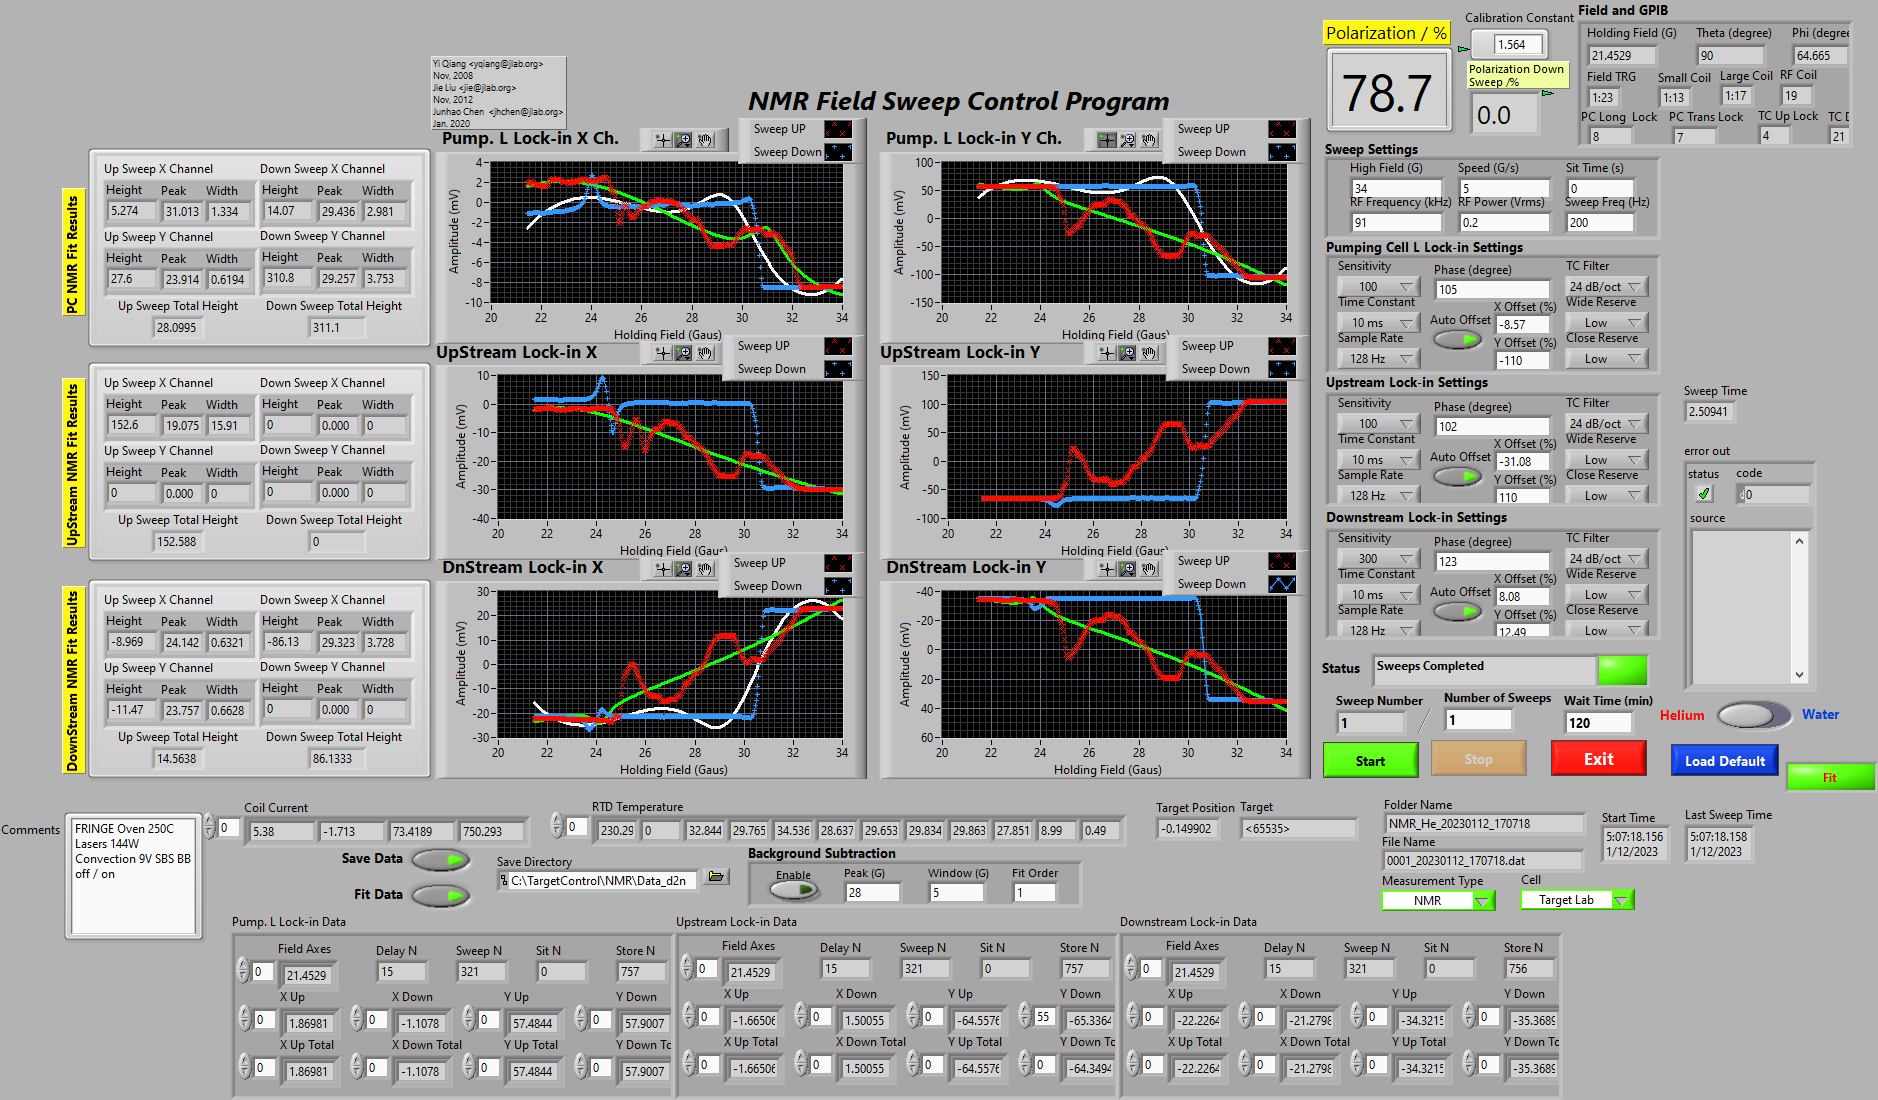 NMR Field Sweep Control Program
Yi Qiang <yqiang@jlab.org>
Nov, 2008
Jie Liu <jie@jlab.org>
Nov, 2012
Junhao Chen <jhchen@jlab.org>
Jan. 2020
Polarization / %
78.7
Calibration Constant
1.564
Polarization Down
Sweep /%
0.0
Field and GPIB
Holding Field (G) Theta (degree) Phi (degree
21.4529 90 64.665
Field TRG Small Coil Large Coil RF Coil
1:23 1:13 1:17 19
PC Long Lock PC Trans Lock TC Up Lock TC D
8 7 4 21
PC NMR Fit Results
Up Sweep X Channel Down Sweep X Channel
Height Peak Width Height Peak Width
5.274 31.013 1.334 14.07 29.436 2.981
Up Sweep Y Channel Down Sweep Y Channel
Height Peak Width Height Peak Width
27.6 23.914 0.6194 310.8 29.257 3.753
Up Sweep Total Height Down Sweep Total Height
28.0995 311.1
UpStream NMR Fit Results
Up Sweep X Channel Down Sweep X Channel
Height Peak Width Height Peak Width
152.6 19.075 15.91 0 0.000 0
Up Sweep Y Channel Down Sweep Y Channel
Height Peak Width Height Peak Width
0 0.000 0 0 0.000 0
Up Sweep Total Height Down Sweep Total Height
152.588 0
DownStream NMR Fit Results
Up Sweep X Channel Down Sweep X Channel
Height Peak Width Height Peak Width
-8.969 24.142 0.6321 -86.13 29.323 3.728
Up Sweep Y Channel Down Sweep Y Channel
Height Peak Width Height Peak Width
-11.47 23.757 0.6628 0 0.000 0
Up Sweep Total Height Down Sweep Total Height
14.5638 86.1333
Pump. L Lock-in X Ch.
Sweep UP
Sweep Down
Amplitude (mV)
4
2
0
-2
-4
-6
-8
-10
20 22 24 26 28 30 32 34
Holding Field (Gaus)
Pump. L Lock-in Y Ch.
Sweep UP
Sweep Down
Amplitude (mV)
100
50
0
-50
-100
-150
20 22 24 26 28 30 32 34
Holding Field (Gaus)
UpStream Lock-in X
Sweep UP
Sweep Down
Amplitude (mV)
10
0
-10
-20
-30
-40
20 22 24 26 28 30 32 34
Holding Field (Gaus)
UpStream Lock-in Y
Sweep UP
Sweep Down
Amplitude (mV)
150
100
50
0
-50
-100
20 22 24 26 28 30 32 34
Holding Field (Gaus)
DnStream Lock-in X
Sweep UP
Sweep Down
Amplitude (mV)
30
20
10
0
-10
-20
-30
20 22 24 26 28 30 32 34
Holding Field (Gaus)
DnStream Lock-in Y
Sweep UP
Sweep Down
Amplitude (mV)
-40
-20
0
20
40
60
20 22 24 26 28 30 32 34
Holding Field (Gaus)
Sweep Settings
High Field (G) Speed (G/s) Sit Time (s)
34 5 0
RF Frequency (kHz) RF Power (Vrms) Sweep Freq (Hz)
91 0.2 200
Pumping Cell L Lock-in Settings
Sensitivity Phase (degree) TC Filter
100 105 24 dB/oct
Time Constant X Offset (%) Wide Reserve
10 ms Auto Offset -8.57 Low
Sample Rate Y Offset (%) Close Reserve
128 Hz -110 Low
Upstream Lock-in Settings
Sensitivity Phase (degree) TC Filter
100 102 24 dB/oct
Time Constant X Offset (%) Wide Reserve
10 ms Auto Offset -31.08 Low
Sample Rate Y Offset (%) Close Reserve
128 Hz 110 Low
Downstream Lock-in Settings
Sensitivity Phase (degree) TC Filter
300 123 24 dB/oct
Time Constant X Offset (%) Wide Reserve
10 ms Auto Offset 8.08 Low
Sample Rate Y Offset (%) Close Reserve
128 Hz 12.49 Low
Sweep Time
2.50941
error out
status code
0
source
Status Sweeps Completed
Sweep Number Number of Sweeps Wait Time (min)
1 / 1 120
Helium Water
Start Stop Exit Load Default Fit
Comments
FRINGE Oven 250C
Lasers 144W
Convection 9V SBS BB
off / on
Coil Current
0 5.38 -1.713 73.4189 750.293
RTD Temperature
0 230.29 0 32.844 29.765 34.536 28.637 29.653 29.834 29.863 27.851 8.99 0.49
Target Position Target
-0.149902 <65535>
Folder Name
NMR_He_20230112_170718
File Name
0001_20230112_170718.dat
Start Time Last Sweep Time
5:07:18.156 5:07:18.158
1/12/2023 1/12/2023
Measurement Type Cell
NMR Target Lab
Save Data
Fit Data
Save Directory
C:\TargetControl\NMR\Data_d2n
Background Subtraction
Enable Peak (G) Window (G) Fit Order
28 5 1
Pump. L Lock-in Data
Field Axes Delay N Sweep N Sit N Store N
0 21.4529 15 321 0 757
X Up X Down Y Up Y Down
0 1.86981 0 -1.1078 0 57.4844 0 57.9007
X Up Total X Down Total Y Up Total Y Down To
0 1.86981 0 -1.1078 0 57.4844 0 57.9007
Upstream Lock-in Data
Field Axes Delay N Sweep N Sit N Store N
0 21.4529 15 321 0 757
X Up X Down Y Up Y Down
0 -1.66506 0 1.50055 0 -64.5576 55 -65.3364
X Up Total X Down Total Y Up Total Y Down To
0 -1.66506 0 1.50055 0 -64.5576 0 -64.3494
Downstream Lock-in Data
Field Axes Delay N Sweep N Sit N Store N
0 21.4529 15 321 0 756
X Up X Down Y Up Y Down
0 -22.2264 0 -21.2798 0 -34.3215 0 -35.3689
X Up Total X Down Total Y Up Total Y Down To
0 -22.2264 0 -21.2798 0 -34.3215 0 -35.3689